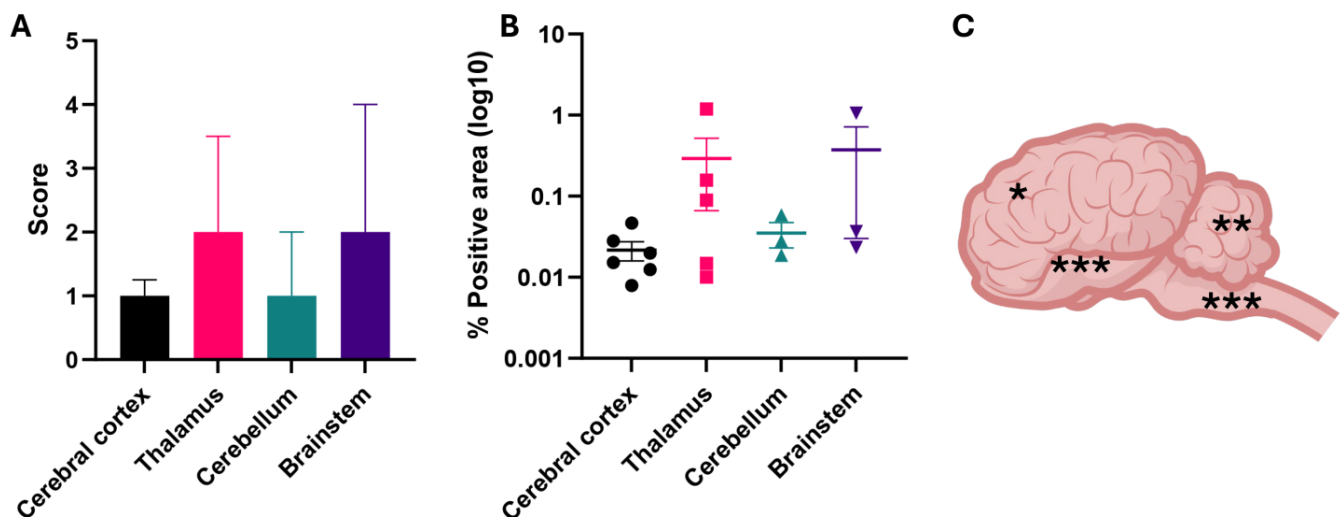 A
Score
5
4
3
2
1
0
Cerebral cortex
Thalamus
Cerebellum
Brainstem
B
% Positive area (log10)
10
1
0.1
0.01
0.001
Cerebral cortex
Thalamus
Cerebellum
Brainstem
C
*
**
***
***